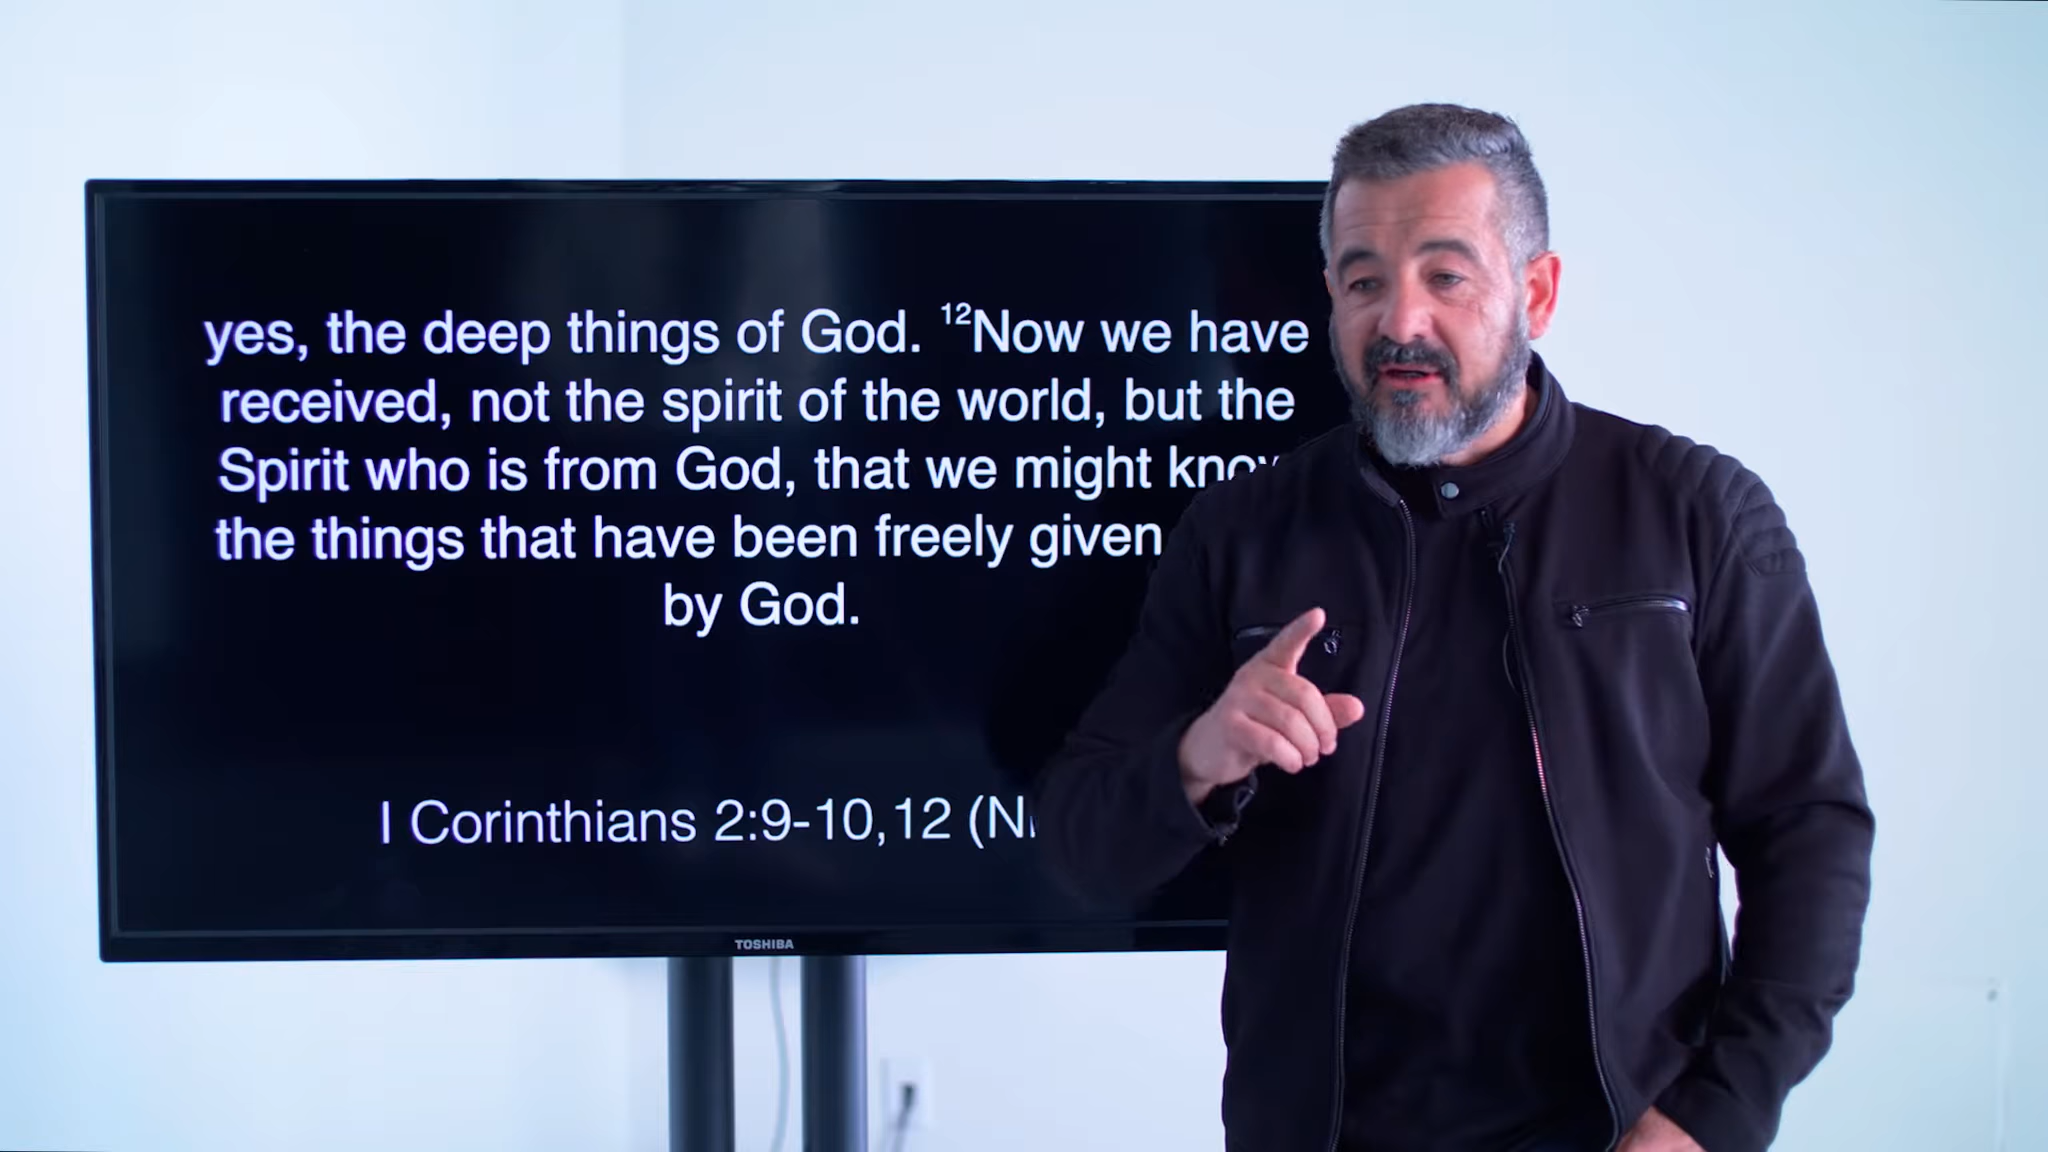 yes, the deep things of God. 12Now we have
received, not the spirit of the world, but the
Spirit who is from God, that we might
the things that have been freely given
by God.
I Corinthians 2:9-10,12
TOSHIBA